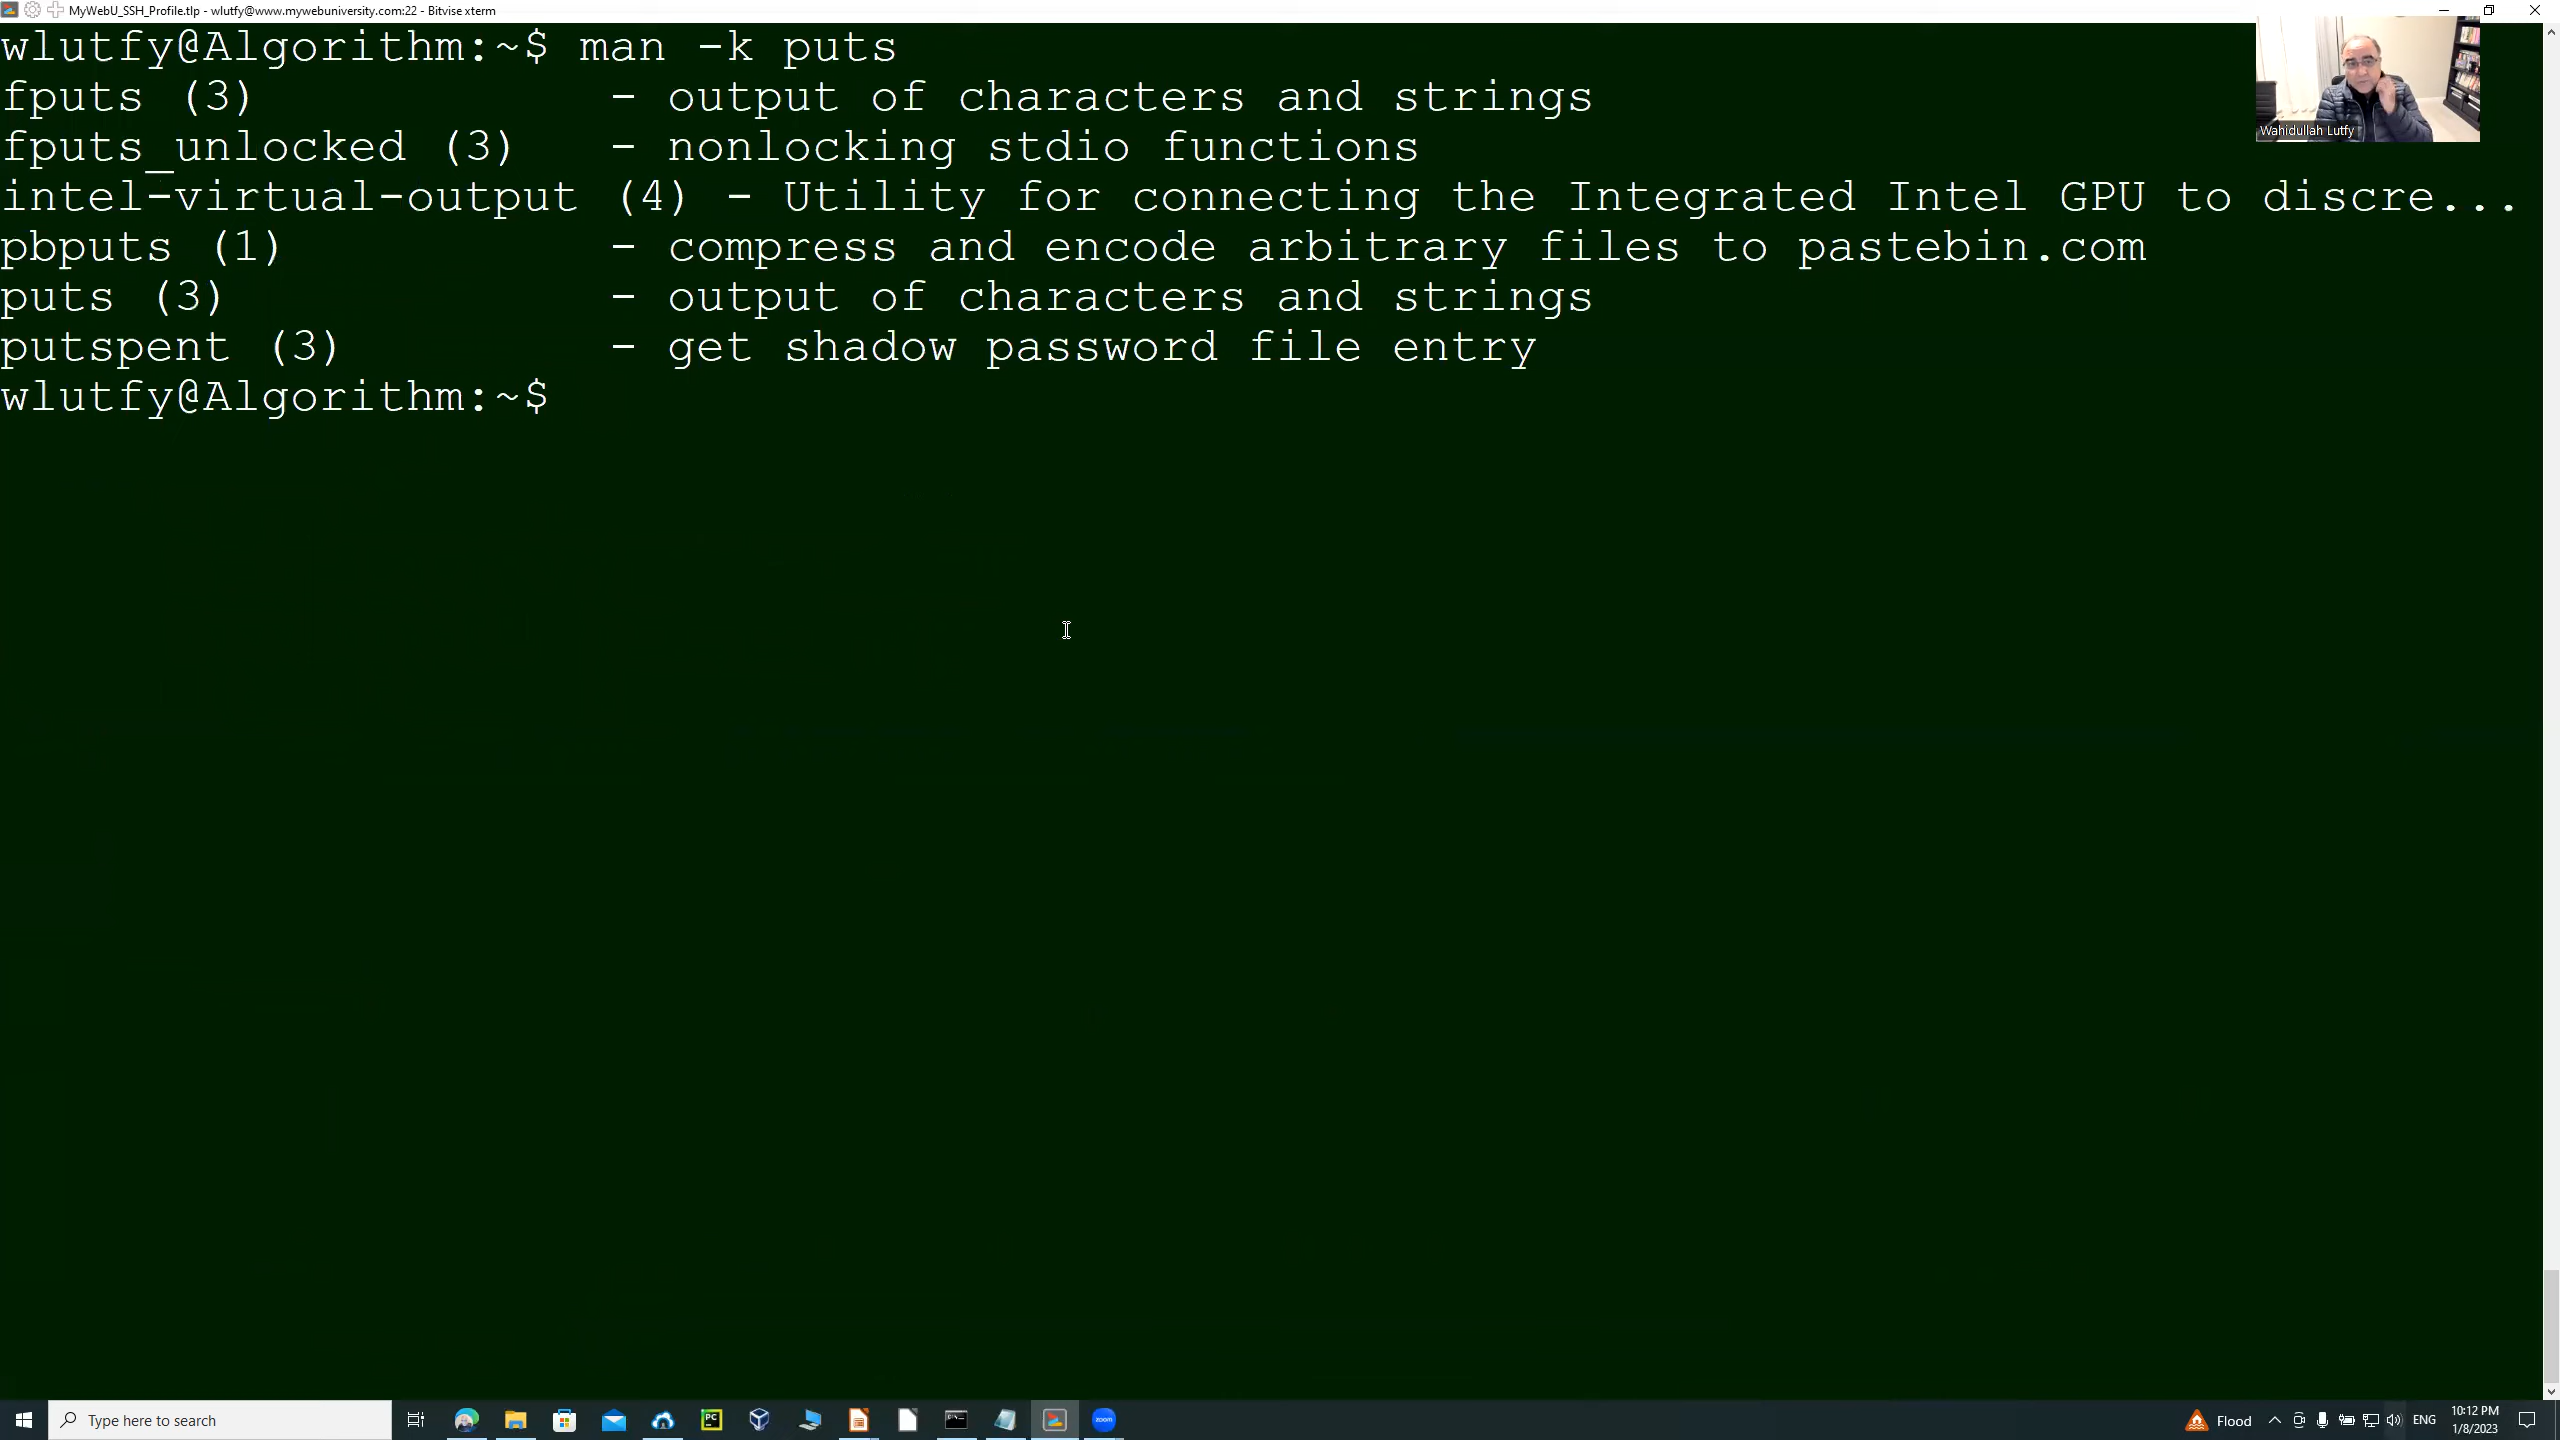 MyWebU_SSH_Profile.tlp - wlutfy@www.mywebuniversity.com:22 - Bitvise xterm
wlutfy@Algorithm:~$ man -k puts
fputs (3)            - output of characters and strings
fputs_unlocked (3)   - nonlocking stdio functions
intel-virtual-output (4) - Utility for connecting the Integrated Intel GPU to discre...
pbputs (1)           - compress and encode arbitrary files to pastebin.com
puts (3)             - output of characters and strings
putspent (3)         - get shadow password file entry
wlutfy@Algorithm:~$
Wahidullah Lutfy
Type here to search
PC
zoom
Flood
ENG
10:12 PM
1/8/2023